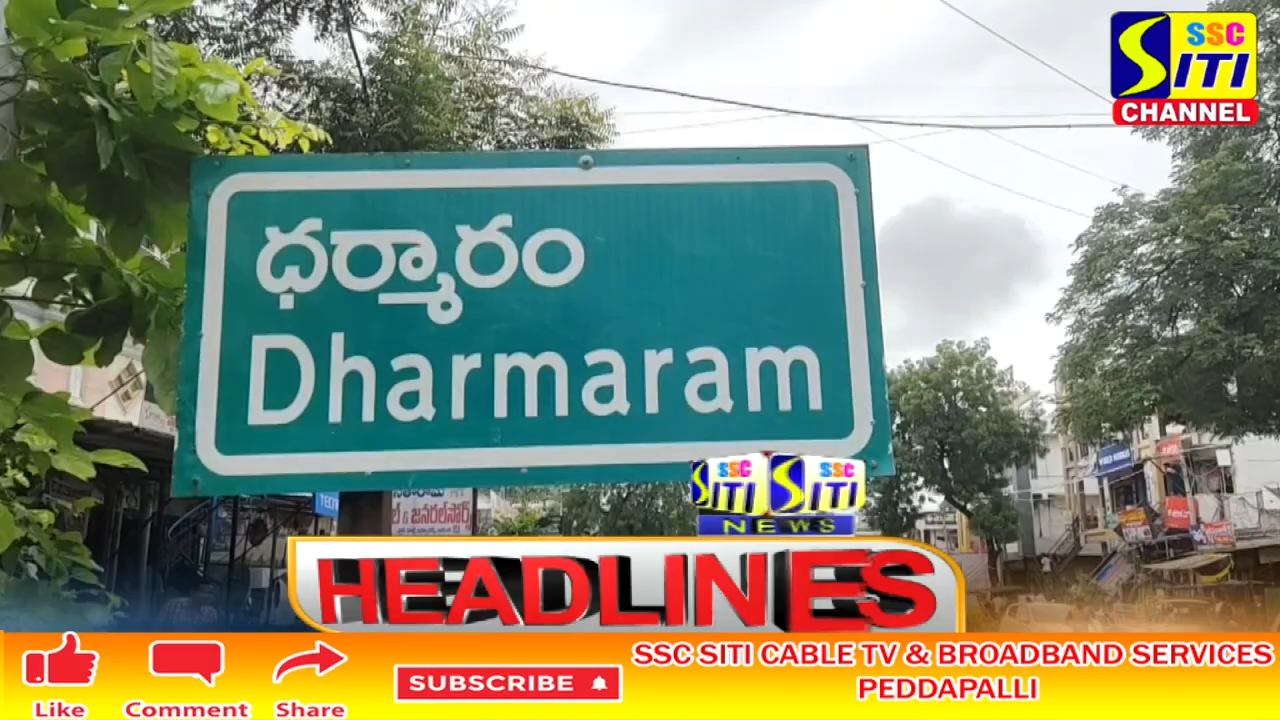 SSC
SITI
CHANNEL
ధర్మారం
Dharmaram
SSC SSC
SITI SITI
NEWS
జనరల్‌స్టోర్స్
HEADLINES
Like
Comment
Share
SUBSCRIBE
SSC SITI CABLE TV & BROADBAND SERVICES
PEDDAPALLI